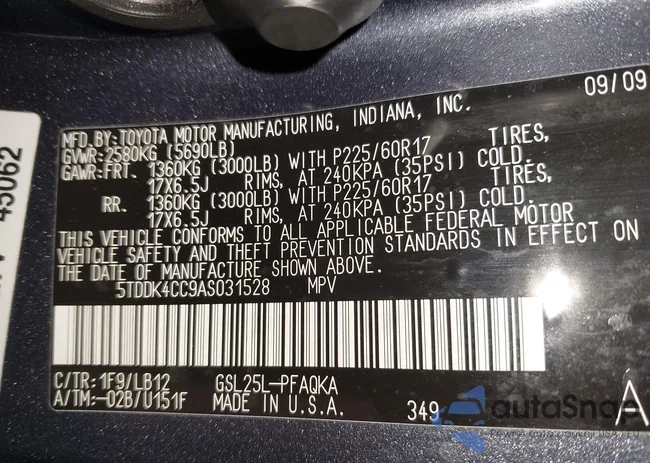 09/09
MFD.BY:TOYOTA MOTOR MANUFACTURING, INDIANA, INC.
GVWR:2580KG (5690LB)
GAWR:FRT. 1360KG (3000LB) WITH P225/60R17 TIRES,
17X6.5J RIMS, AT 240KPA (35PSI) COLD.
RR. 1360KG (3000LB) WITH P225/60R17 TIRES,
17X6.5J RIMS, AT 240KPA (35PSI) COLD.
THIS VEHICLE CONFORMS TO ALL APPLICABLE FEDERAL MOTOR
VEHICLE SAFETY AND THEFT PREVENTION STANDARDS IN EFFECT ON
THE DATE OF MANUFACTURE SHOWN ABOVE.
5TDDK4CC9AS031528 MPV
C/TR:1F9/LB12 GSL25L-PFAQKA
A/TM:-02B/U151F MADE IN U.S.A. 349 A
45062
autaSnap